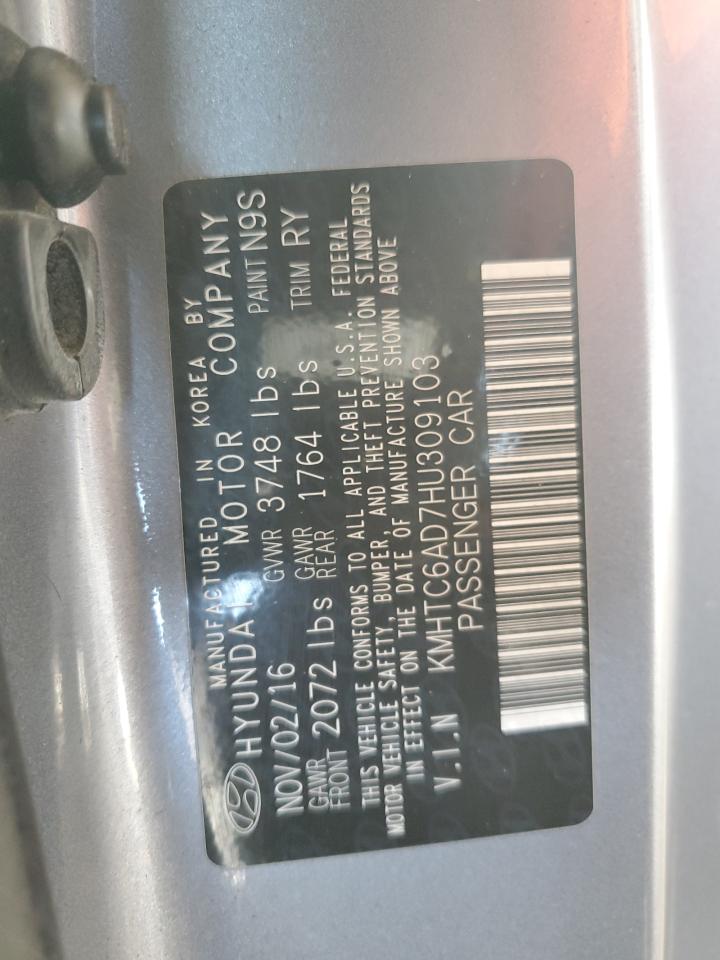 MANUFACTURED IN KOREA BY
HYUNDAI MOTOR COMPANY
NOV/02/16 GVWR 3748 lbs PAINT N9S
GAWR FRONT 2072 lbs GAWR REAR 1764 lbs TRIM RY
THIS VEHICLE CONFORMS TO ALL APPLICABLE U.S.A. FEDERAL
MOTOR VEHICLE SAFETY, BUMPER, AND THEFT PREVENTION STANDARDS
IN EFFECT ON THE DATE OF MANUFACTURE SHOWN ABOVE
V.I.N KMHTC6AD7HU309103
PASSENGER CAR